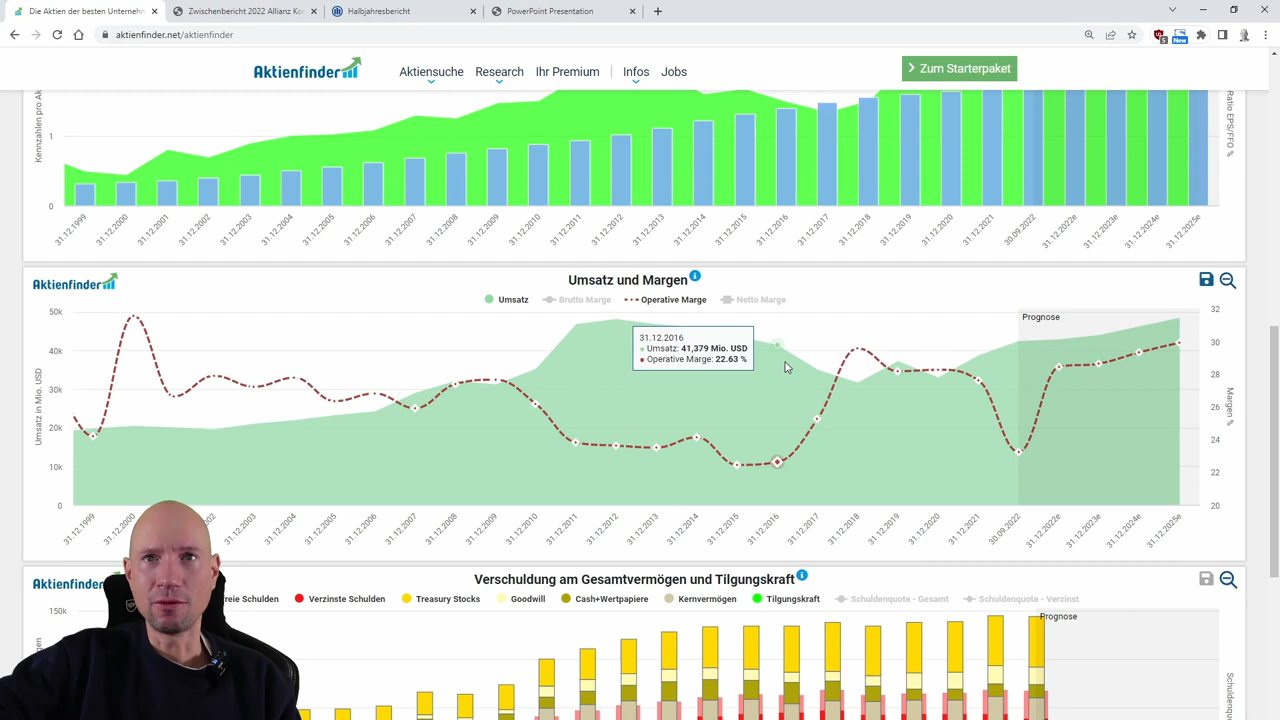 Die Aktien der besten Unternehm
Zwischenbericht 2022 Allianz Kon
Halbjahresbericht
PowerPoint Presentation
aktienfinder.net/aktienfinder
5
New
Aktienfinder
Aktiensuche
Research
Ihr Premium
Infos
Jobs
Zum Starterpaket
Kennzahlen pro Ak
1
0
Ratio EPS/FFO %
31.12.1999
31.12.2000
31.12.2001
31.12.2002
31.12.2003
31.12.2004
31.12.2005
31.12.2006
31.12.2007
31.12.2008
31.12.2009
31.12.2010
31.12.2011
31.12.2012
31.12.2013
31.12.2014
31.12.2015
31.12.2016
31.12.2017
31.12.2018
31.12.2019
31.12.2020
31.12.2021
30.09.2022
31.12.2022e
31.12.2023e
31.12.2024e
31.12.2025e
Aktienfinder
Umsatz und Margen
Umsatz
Brutto Marge
Operative Marge
Netto Marge
Umsatz in Mio. USD
50k
40k
30k
20k
10k
0
31.12.2016
Umsatz: 41,379 Mio. USD
Operative Marge: 22.63 %
Prognose
32
30
28
26
24
22
20
Margen %
31.12.1999
31.12.2000
2002
31.12.2003
31.12.2004
31.12.2005
31.12.2006
31.12.2007
31.12.2008
31.12.2009
31.12.2010
31.12.2011
31.12.2012
31.12.2013
31.12.2014
31.12.2015
31.12.2016
31.12.2017
31.12.2018
31.12.2019
31.12.2020
31.12.2021
30.09.2022
31.12.2022e
31.12.2023e
31.12.2024e
31.12.2025e
Aktienfinder
Verschuldung am Gesamtvermögen und Tilgungskraft
freie Schulden
Verzinste Schulden
Treasury Stocks
Goodwill
Cash+Wertpapiere
Kernvermögen
Tilgungskraft
Schuldenquote - Gesamt
Schuldenquote - Verzinst
150k
Prognose
Schuldenqu